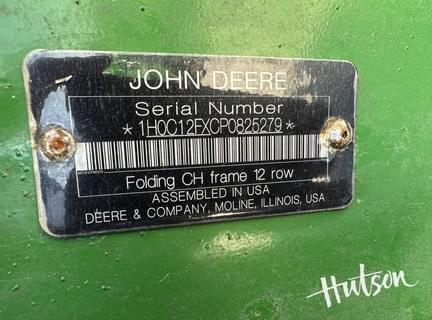 JOHN DEERE
Serial Number
*1H0C12FXCP0825279*
Folding CH frame 12 row
ASSEMBLED IN USA
DEERE & COMPANY, MOLINE, ILLINOIS, USA
Hutson